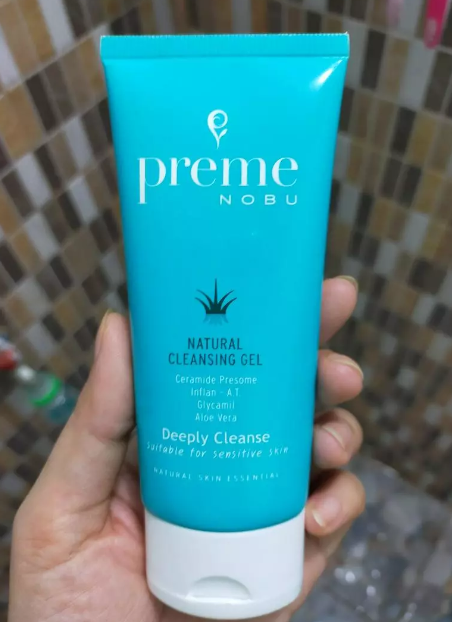 preme
NOBU
NATURAL
CLEANSING GEL
Ceramide Presome
Inflan - A.T
Glycamil
Aloe Vera
Deeply Cleanse
suitable for sensitive skin
NATURAL SKIN ESSENTIAL